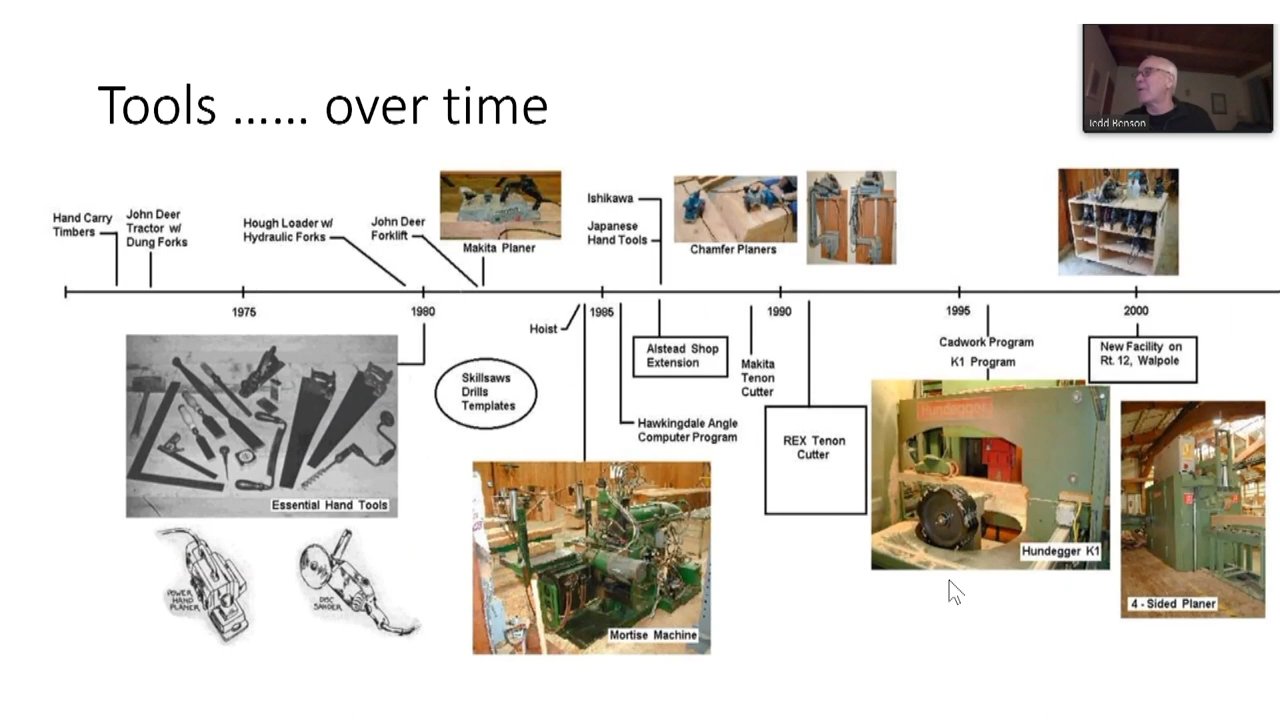 Tools ...... over time
Tedd Benson
Hand Carry
Timbers
John Deer
Tractor w/
Dung Forks
Hough Loader w/
Hydraulic Forks
John Deer
Forklift
Makita Planer
Ishikawa
Japanese
Hand Tools
Chamfer Planers
1975
1980
1985
1990
1995
2000
Hoist
Skillsaws
Drills
Templates
Alstead Shop
Extension
Makita
Tenon
Cutter
Hawkingdale Angle
Computer Program
REX Tenon
Cutter
Cadwork Program
K1 Program
New Facility on
Rt. 12, Walpole
Essential Hand Tools
POWER
HAND
PLANER
DISC
SANDER
Mortise Machine
Hundegger
Hundegger K1
4 - Sided Planer